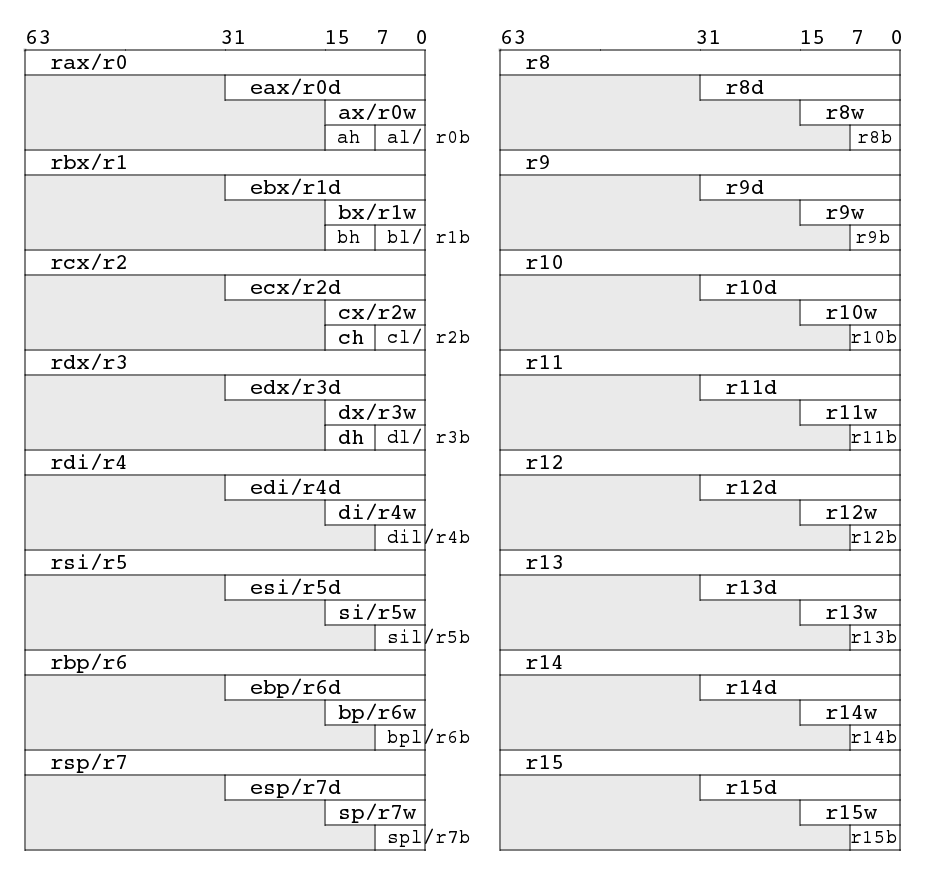 63 31 15 7 0
rax/r0
eax/r0d
ax/r0w
ah al/ r0b
rbx/r1
ebx/r1d
bx/r1w
bh bl/ r1b
rcx/r2
ecx/r2d
cx/r2w
ch cl/ r2b
rdx/r3
edx/r3d
dx/r3w
dh dl/ r3b
rdi/r4
edi/r4d
di/r4w
dil/r4b
rsi/r5
esi/r5d
si/r5w
sil/r5b
rbp/r6
ebp/r6d
bp/r6w
bpl/r6b
rsp/r7
esp/r7d
sp/r7w
spl/r7b
63 31 15 7 0
r8
r8d
r8w
r8b
r9
r9d
r9w
r9b
r10
r10d
r10w
r10b
r11
r11d
r11w
r11b
r12
r12d
r12w
r12b
r13
r13d
r13w
r13b
r14
r14d
r14w
r14b
r15
r15d
r15w
r15b